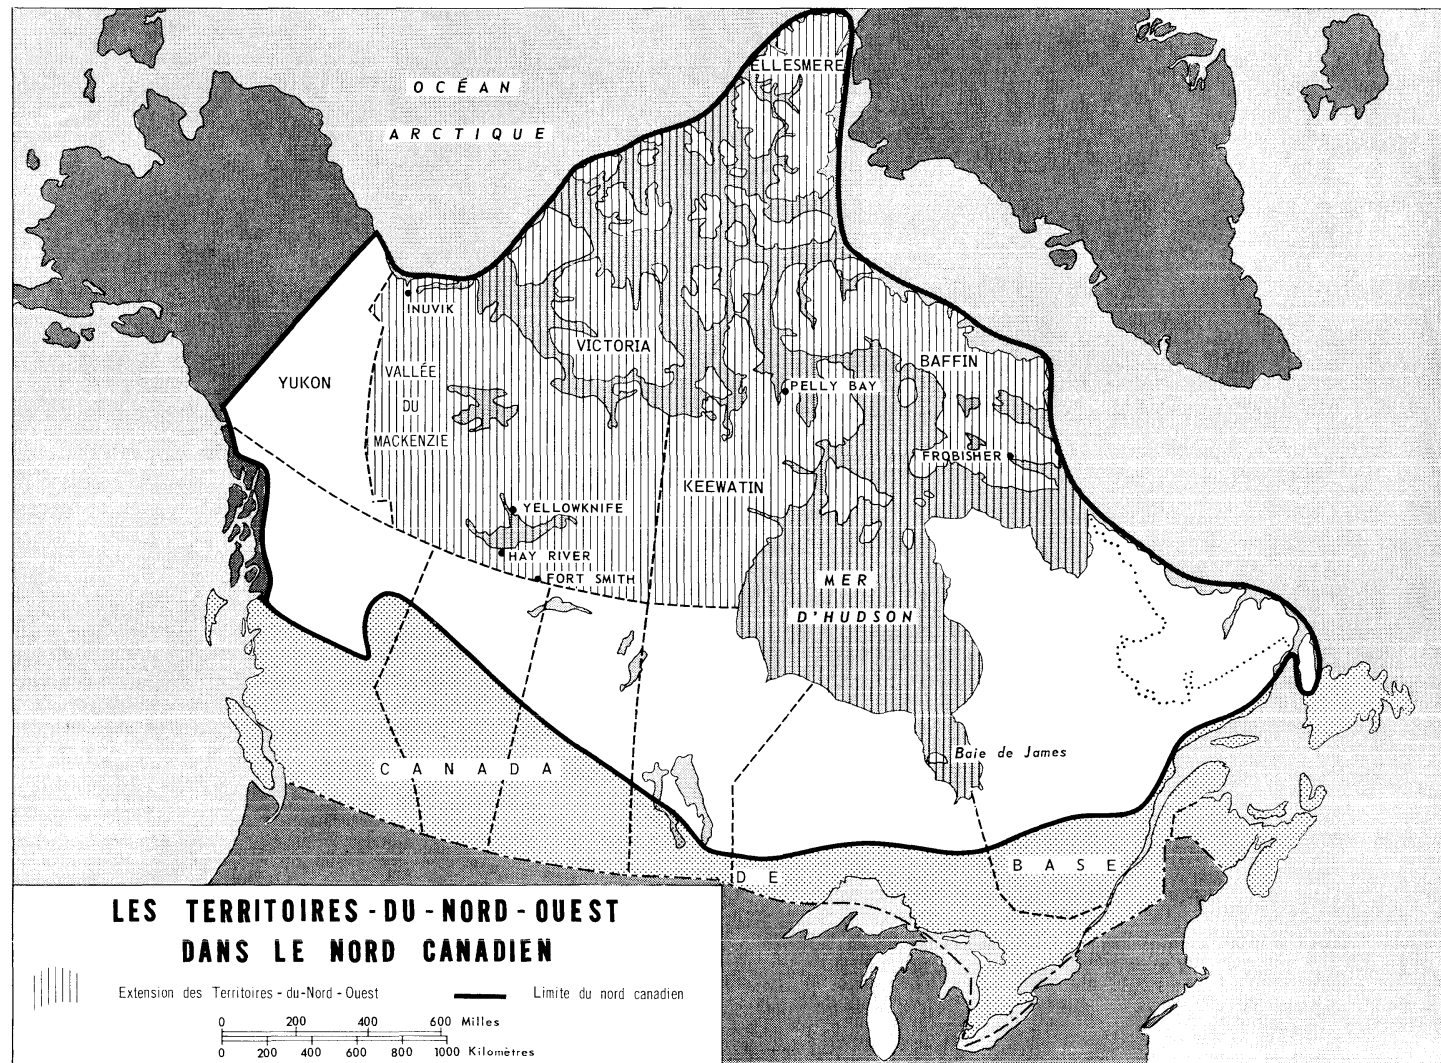 ELLESMERE
OCÉAN
ARCTIQUE
INUVIK
VICTORIA
BAFFIN
VALLÉE
YUKON
PELLY BAY
DU
MACKENZIE
FROBISHER
KEEWATIN
YELLOWKNIFE
HAY RIVER
FORT SMITH
MER
D'HUDSON
Baie de James
CANADA
DE
BASE
LES TERRITOIRES-DU-NORD-OUEST
DANS LE NORD CANADIEN
Extension des Territoires-du-Nord-Ouest
Limite du nord canadien
0 200 400 600 Milles
0 200 400 600 800 1000 Kilomètres